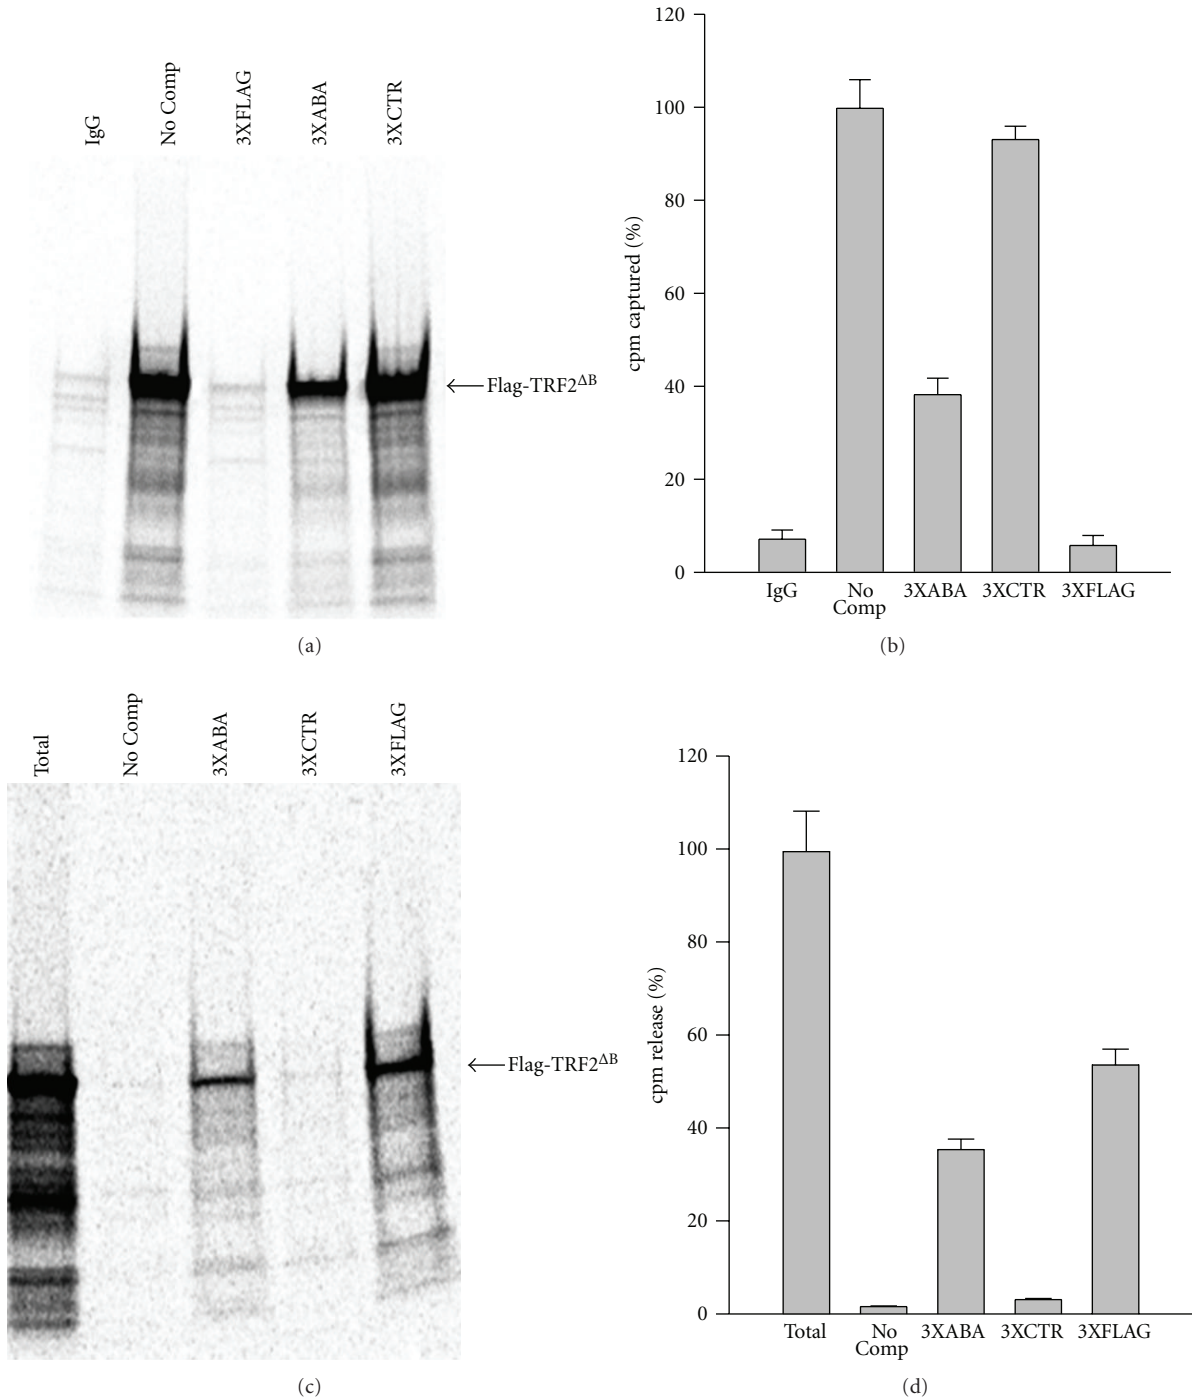 IgG
No Comp
3XFLAG
3XABA
3XCTR
Flag-TRF2ΔB
(a)
120
100
80
60
40
20
0
cpm captured (%)
IgG
No
Comp
3XABA
3XCTR
3XFLAG
(b)
Total
No Comp
3XABA
3XCTR
3XFLAG
Flag-TRF2ΔB
(c)
120
100
80
60
40
20
0
cpm release (%)
Total
No
Comp
3XABA
3XCTR
3XFLAG
(d)